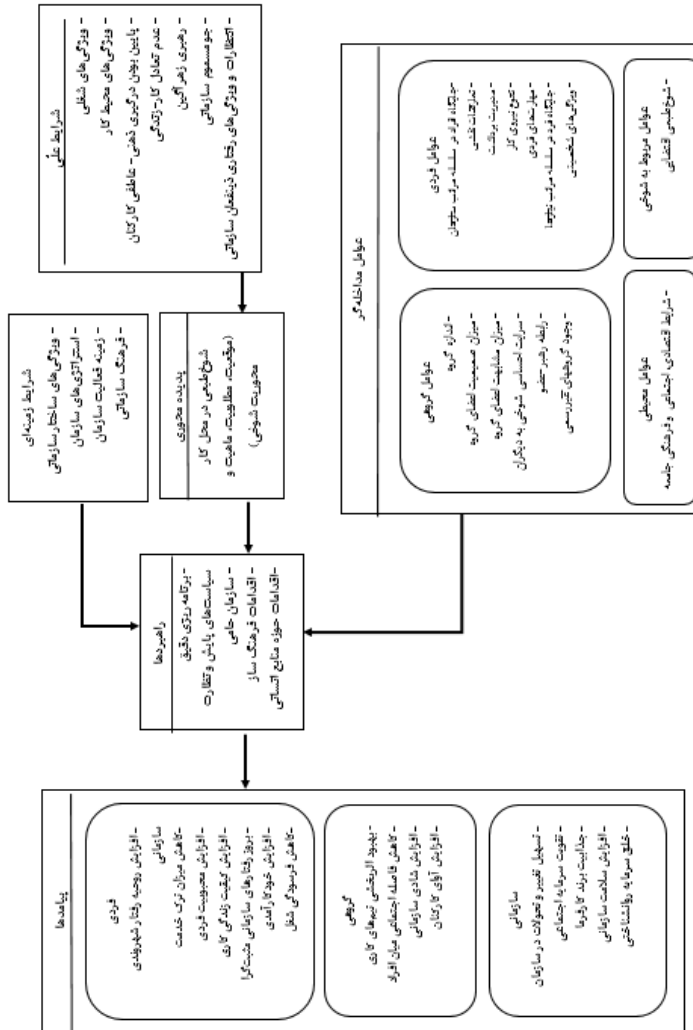 شرایط علّی
- ویژگی‌های شغلی
- ویژگی‌های محیط کار
- پایین بودن درگیری ذهنی- عاطفی کارکنان
- عدم تعادل کار-زندگی
- رهبری زهرآگین
- جو مسموم سازمانی
- انتظارات و ویژگی‌های رفتاری ذینفعان سازمانی
شرایط زمینه‌ای
- ویژگی‌های ساختار سازمانی
- استراتژی‌های سازمان
- زمینه فعالیت سازمان
- فرهنگ سازمانی
پدیده محوری
شوخ‌طبعی در محل کار
(موقعیت، مطلوبیت، ماهیت و
محوریت شوخی)
عوامل مداخله‌گر
عوامل فردی
-جایگاه افراد در سلسله مراتب سازمان
-تمارضات نقشی
-مدیریت برداشت
-تنوع نیروی کار
-مهارت‌های فردی
-جایگاه فرد در سلسله مراتب نیازها
-ویژگی‌های شخصیتی
عوامل گروهی
- اندازه گروه
- میزان صمیمیت اعضای گروه
- میزان مشابهت اعضای گروه
- سرایت احساسی شوخی به دیگران
- رابطه رهبر-عضو
- وجود گروههای غیررسمی
عوامل مربوط به شوخی
- شوخ‌طبعی اقتضایی
عوامل محیطی
- شرایط اقتصادی اجتماعی و فرهنگی جامعه
راهبردها
-برنامه ریزی دقیق
سیاست‌های پایش و نظارت
- سازمان حامی
- اقدامات فرهنگ ساز
-اقدامات حوزه منابع انسانی
پیامدها
فردی
-افزایش روحیه رفتار شهروندی
سازمانی
-کاهش میزان ترک خدمت
-افزایش محبوبیت فردی
-افزایش کیفیت زندگی کاری
-بروز رفتارهای سازمانی مثبت‌گرا
-افزایش خودکارآمدی
-کاهش فرسودگی شغل
گروهی
-بهبود اثربخشی تیم‌های کاری
-کاهش فاصله اجتماعی میان افراد
-افزایش شادی سازمانی
-افزایش آوای کارکنان
سازمانی
- تسهیل تغییر و تحولات در سازمان
-تقویت سرمایه اجتماعی
-جذابیت برند کارفرما
-افزایش سلامت سازمانی
-خلق سرمایه روانشناختی